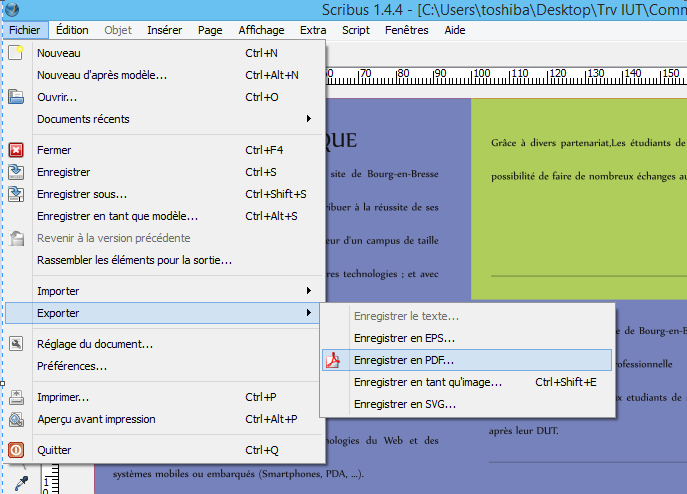 Scribus 1.4.4 - [C:\Users\toshiba\Desktop\Trv IUT\Comm
Fichier Édition Objet Insérer Page Affichage Extra Script Fenêtres Aide
Nouveau Ctrl+N
Nouveau d'après modèle... Ctrl+Alt+N
Ouvrir... Ctrl+O
Documents récents
Fermer Ctrl+F4
Enregistrer Ctrl+S
Enregistrer sous... Ctrl+Shift+S
Enregistrer en tant que modèle... Ctrl+Alt+S
Revenir à la version précédente
Rassembler les éléments pour la sortie...
Importer
Exporter
Réglage du document...
Préférences...
Imprimer... Ctrl+P
Aperçu avant impression Ctrl+Alt+P
Quitter Ctrl+Q
Enregistrer le texte...
Enregistrer en EPS...
Enregistrer en PDF...
Enregistrer en tant qu'image... Ctrl+Shift+E
Enregistrer en SVG...
60 70 80 90 100 110 120 130 140 150
QUE
site de Bourg-en-Bresse
tribuer à la réussite de ses
eur d'un campus de taille
res technologies ; et avec
nologies du Web et des
systèmes mobiles ou embarqués (Smartphones, PDA, ...).
Grâce à divers partenariat,Les étudiants de
possibilité de faire de nombreux échanges au
e de Bourg-en-B
rofessionnelle
ux etudiants de
après leur DUT.